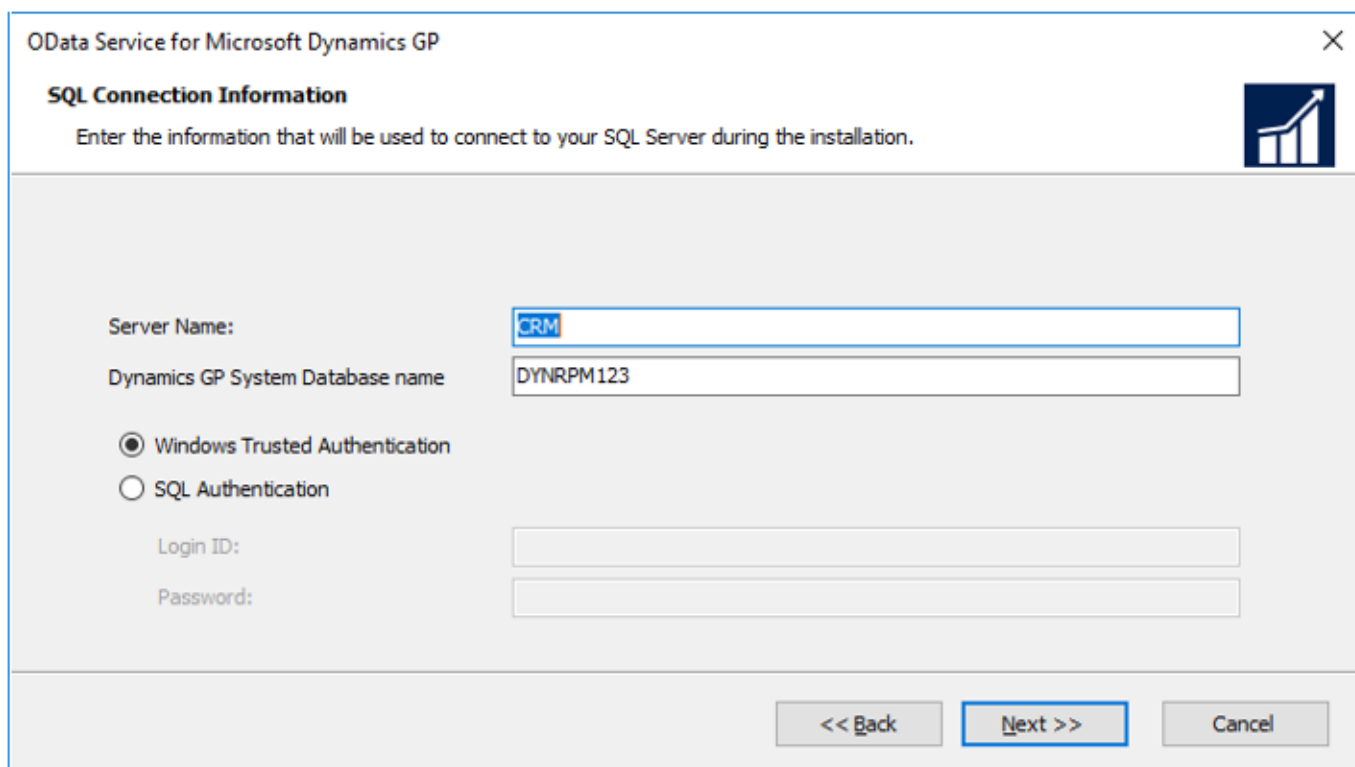 OData Service for Microsoft Dynamics GP
SQL Connection Information
Enter the information that will be used to connect to your SQL Server during the installation.
Server Name: CRM
Dynamics GP System Database name DYNRPM123
Windows Trusted Authentication
SQL Authentication
Login ID:
Password:
<< Back Next >> Cancel